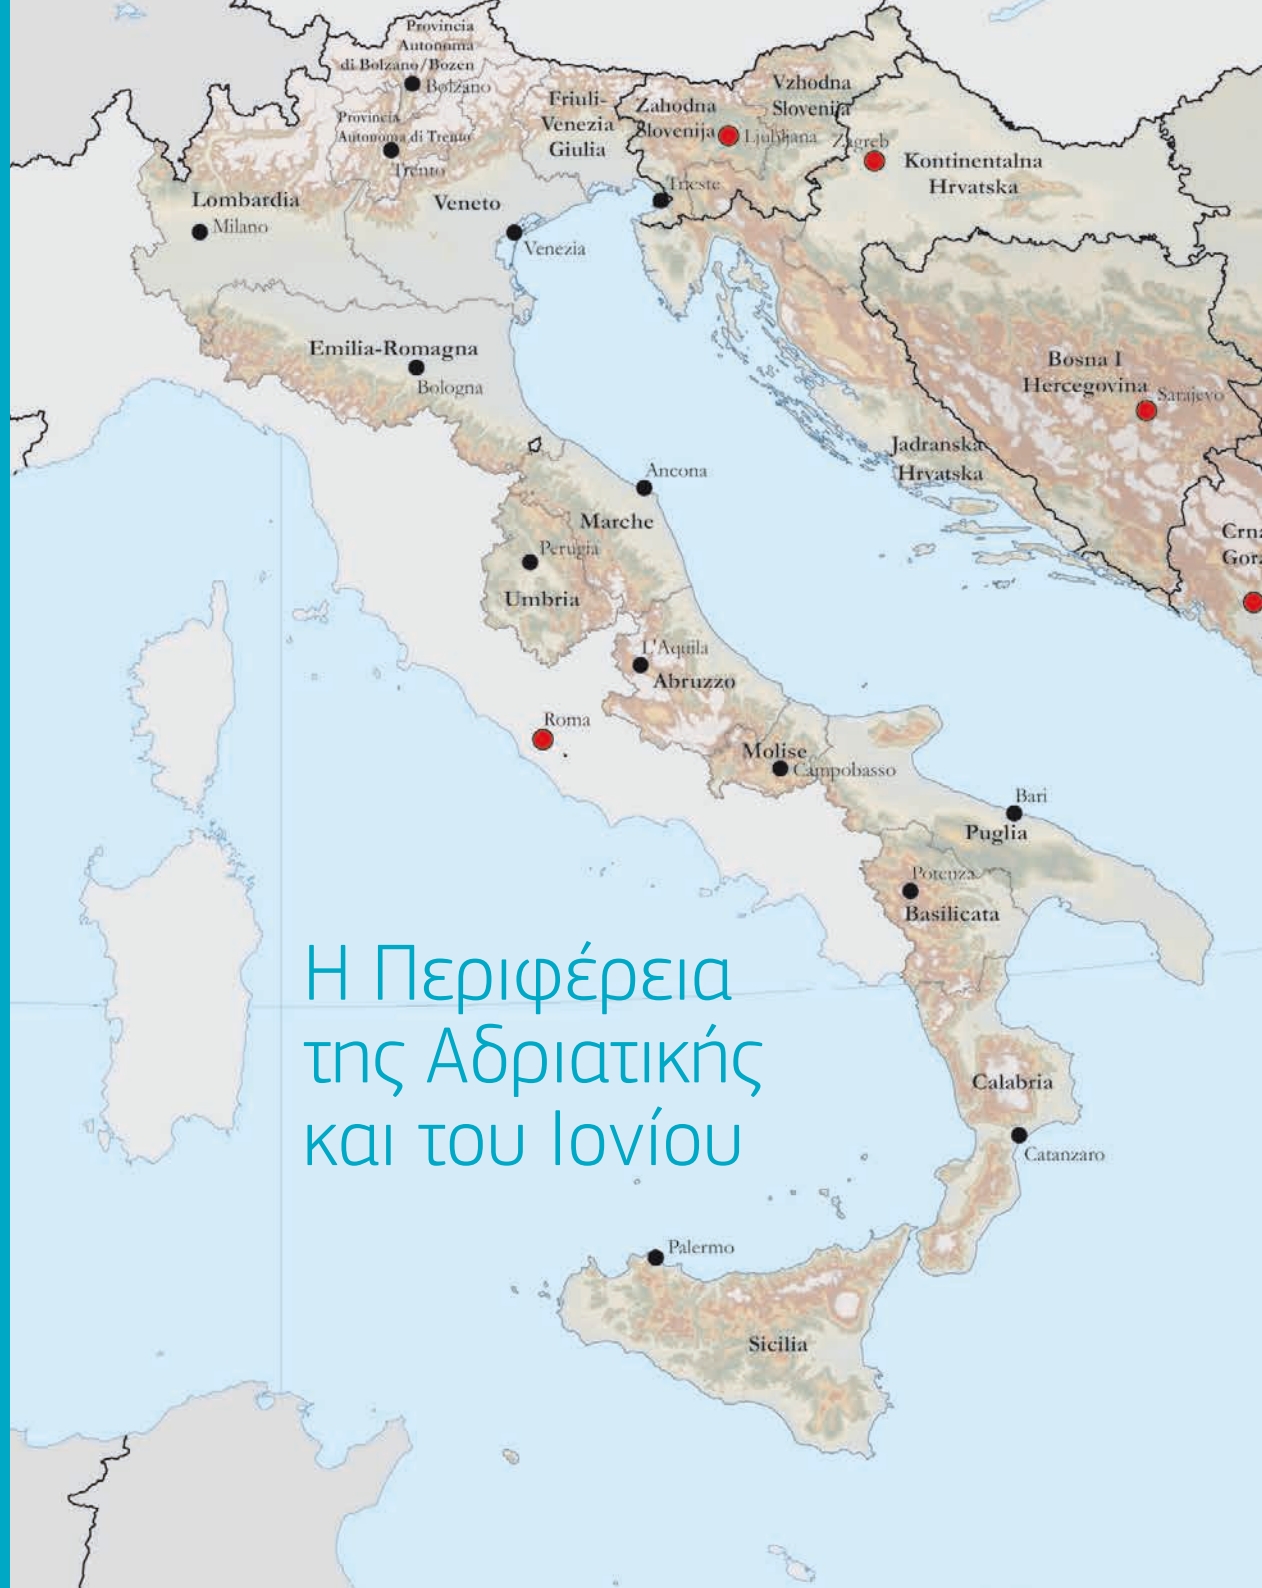 Provincia
Autonoma
di Bolzano/Bozen
Bolzano
Provincia
Autonoma di Trento
Trento
Friuli-
Venezia
Giulia
Zahodna
Slovenija
Vzhodna
Slovenija
Ljubljana
Zagreb
Kontinentalna
Hrvatska
Trieste
Lombardia
Milano
Veneto
Venezia
Emilia-Romagna
Bologna
Bosna I
Hercegovina
Sarajevo
Jadranska
Hrvatska
Ancona
Marche
Crna
Gora
Perugia
Umbria
L'Aquila
Abruzzo
Roma
Molise
Campobasso
Bari
Puglia
Potenza
Basilicata
Η Περιφέρεια
της Αδριατικής
και του Ιονίου
Calabria
Catanzaro
Palermo
Sicilia